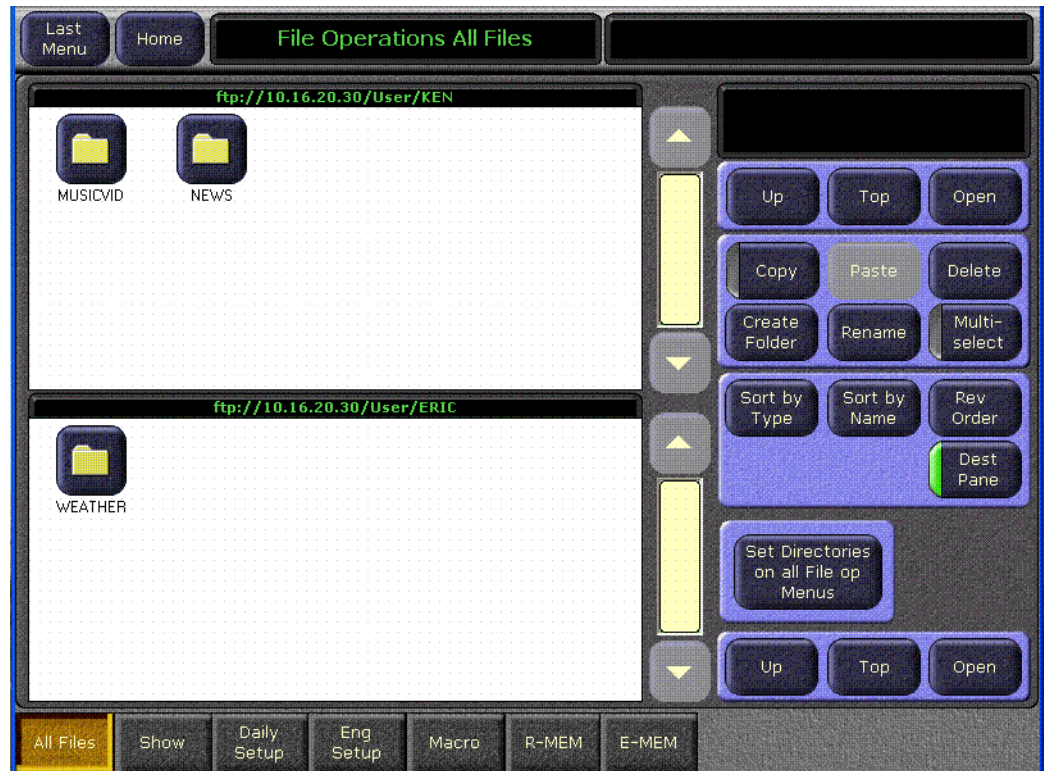 Last
Menu
Home
File Operations All Files
ftp://10.16.20.30/User/KEN
MUSICVID
NEWS
Up
Top
Open
Copy
Paste
Delete
Create
Folder
Rename
Multi-
select
ftp://10.16.20.30/User/ERIC
WEATHER
Sort by
Type
Sort by
Name
Rev
Order
Dest
Pane
Set Directories
on all File op
Menus
Up
Top
Open
All Files
Show
Daily
Setup
Eng
Setup
Macro
R-MEM
E-MEM